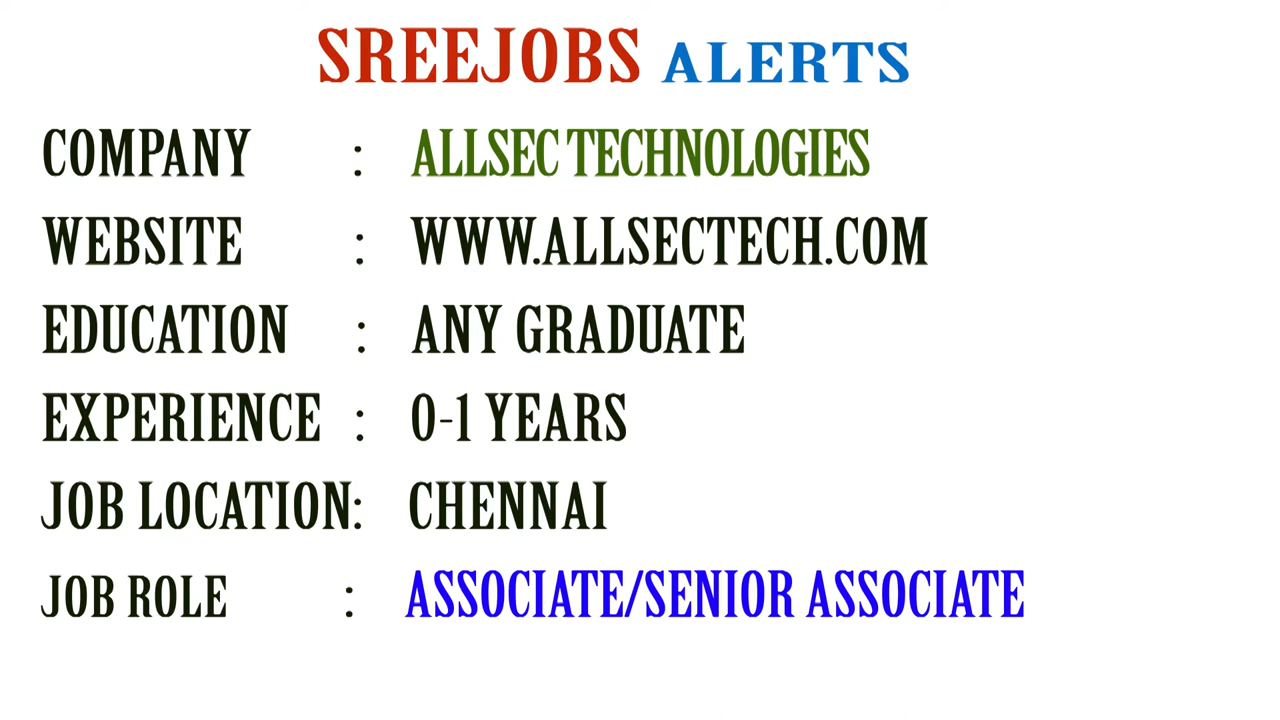 SREEJOBS ALERTS
COMPANY : ALLSEC TECHNOLOGIES
WEBSITE : WWW.ALLSECTECH.COM
EDUCATION : ANY GRADUATE
EXPERIENCE : 0-1 YEARS
JOB LOCATION: CHENNAI
JOB ROLE : ASSOCIATE/SENIOR ASSOCIATE